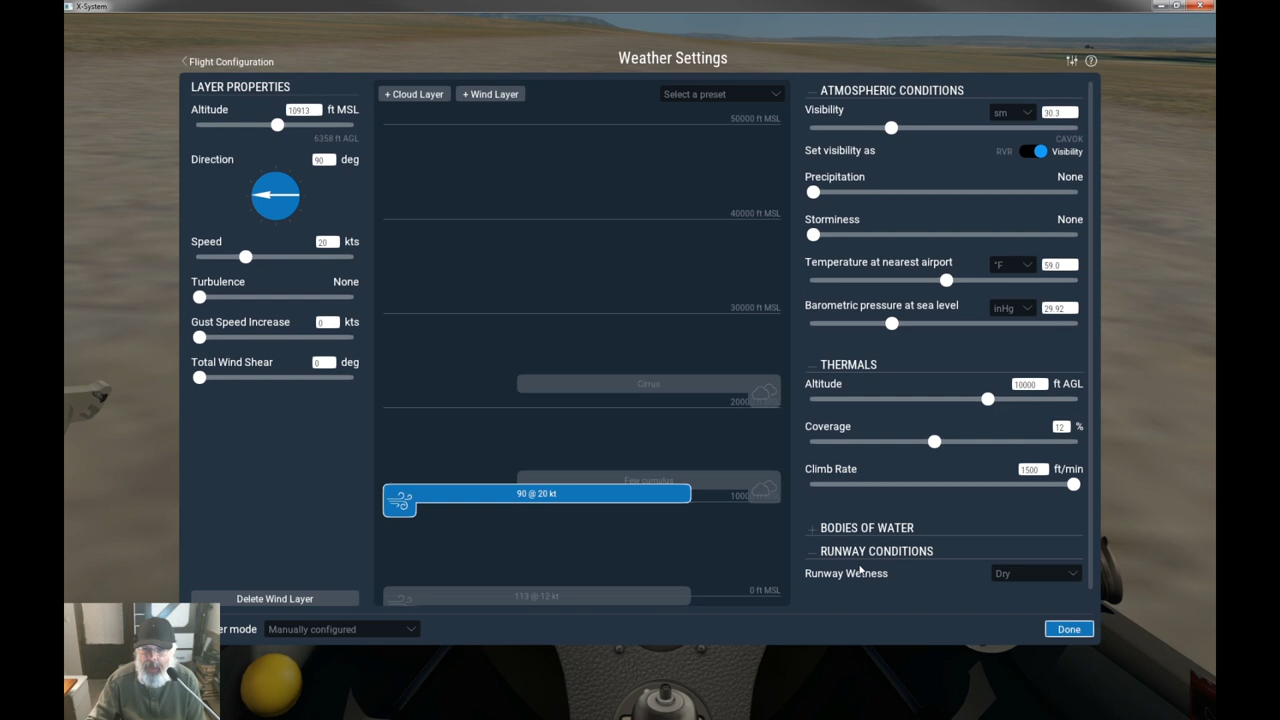 X-System
Flight Configuration
Weather Settings
LAYER PROPERTIES
Altitude 10913 ft MSL
6358 ft AGL
Direction 90 deg
Speed 20 kts
Turbulence None
Gust Speed Increase 0 kts
Total Wind Shear 0 deg
Delete Wind Layer
+ Cloud Layer + Wind Layer Select a preset
50000 ft MSL
40000 ft MSL
30000 ft MSL
Cirrus
2000
Few cumulus
90 @ 20 kt
1000
113 @ 12 kt
0 ft MSL
ATMOSPHERIC CONDITIONS
Visibility sm 30.3
CAVOK
Set visibility as RVR Visibility
Precipitation None
Storminess None
Temperature at nearest airport °F 59.0
Barometric pressure at sea level inHg 29.92
THERMALS
Altitude 10000 ft AGL
Coverage 12 %
Climb Rate 1500 ft/min
BODIES OF WATER
RUNWAY CONDITIONS
Runway Wetness Dry
er mode Manually configured
Done